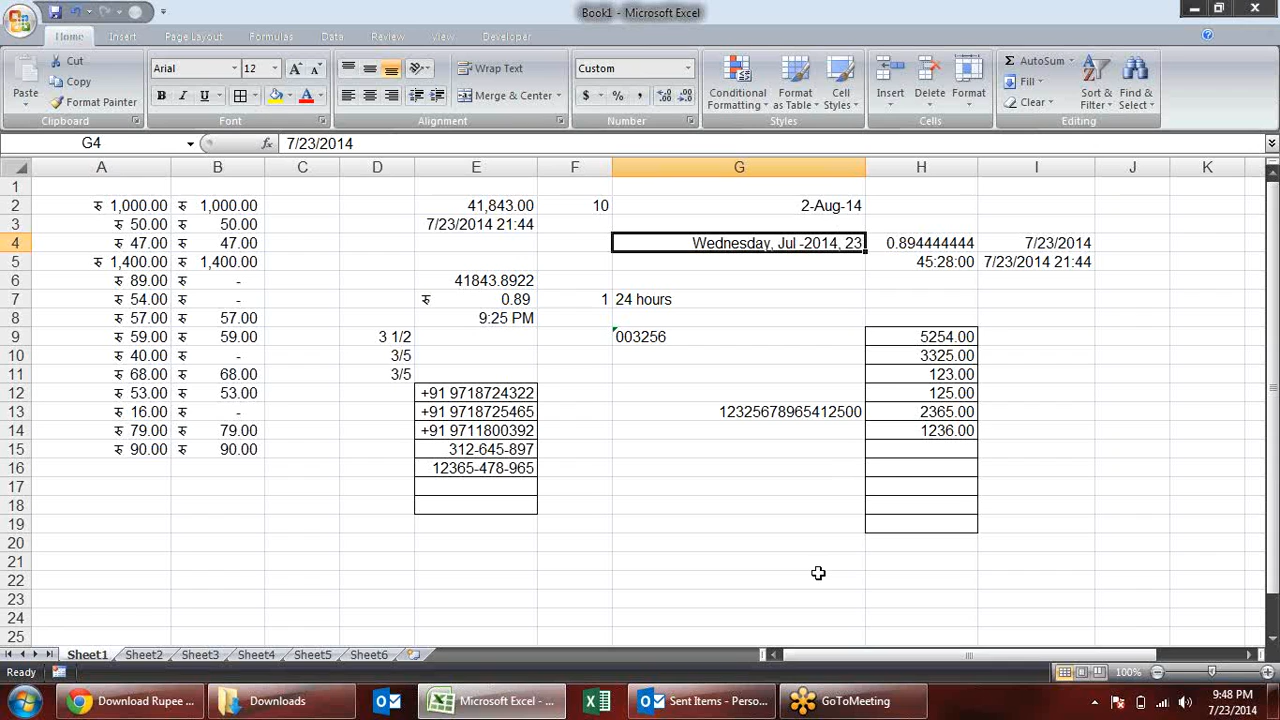 Book1 - Microsoft Excel
Home Insert Page Layout Formulas Data Review View Developer
Paste Cut Copy Format Painter Clipboard
Arial 12 A A B I U A Font
Wrap Text Merge & Center Alignment
Custom $ % , Number
Conditional Formatting Format as Table Cell Styles Styles
Insert Delete Format Cells
Σ AutoSum Fill Clear Sort & Filter Find & Select Editing
G4 fx 7/23/2014
A B C D E F G H I J K
1
2 र 1,000.00 र 1,000.00 41,843.00 10 2-Aug-14
3 र 50.00 र 50.00 7/23/2014 21:44
4 र 47.00 र 47.00 Wednesday, Jul -2014, 23 0.894444444 7/23/2014
5 र 1,400.00 र 1,400.00 45:28:00 7/23/2014 21:44
6 र 89.00 र - 41843.8922
7 र 54.00 र - र 0.89 1 24 hours
8 र 57.00 र 57.00 9:25 PM
9 र 59.00 र 59.00 3 1/2 003256 5254.00
10 र 40.00 र - 3/5 3325.00
11 र 68.00 र 68.00 3/5 123.00
12 र 53.00 र 53.00 +91 9718724322 125.00
13 र 16.00 र - +91 9718725465 12325678965412500 2365.00
14 र 79.00 र 79.00 +91 9711800392 1236.00
15 र 90.00 र 90.00 312-645-897
16 12365-478-965
17
18
19
20
21
22
23
24
25
Sheet1 Sheet2 Sheet3 Sheet4 Sheet5 Sheet6
Ready 100%
Download Rupee ... Downloads Microsoft Excel - ... Sent Items - Perso... GoToMeeting 9:48 PM
7/23/2014